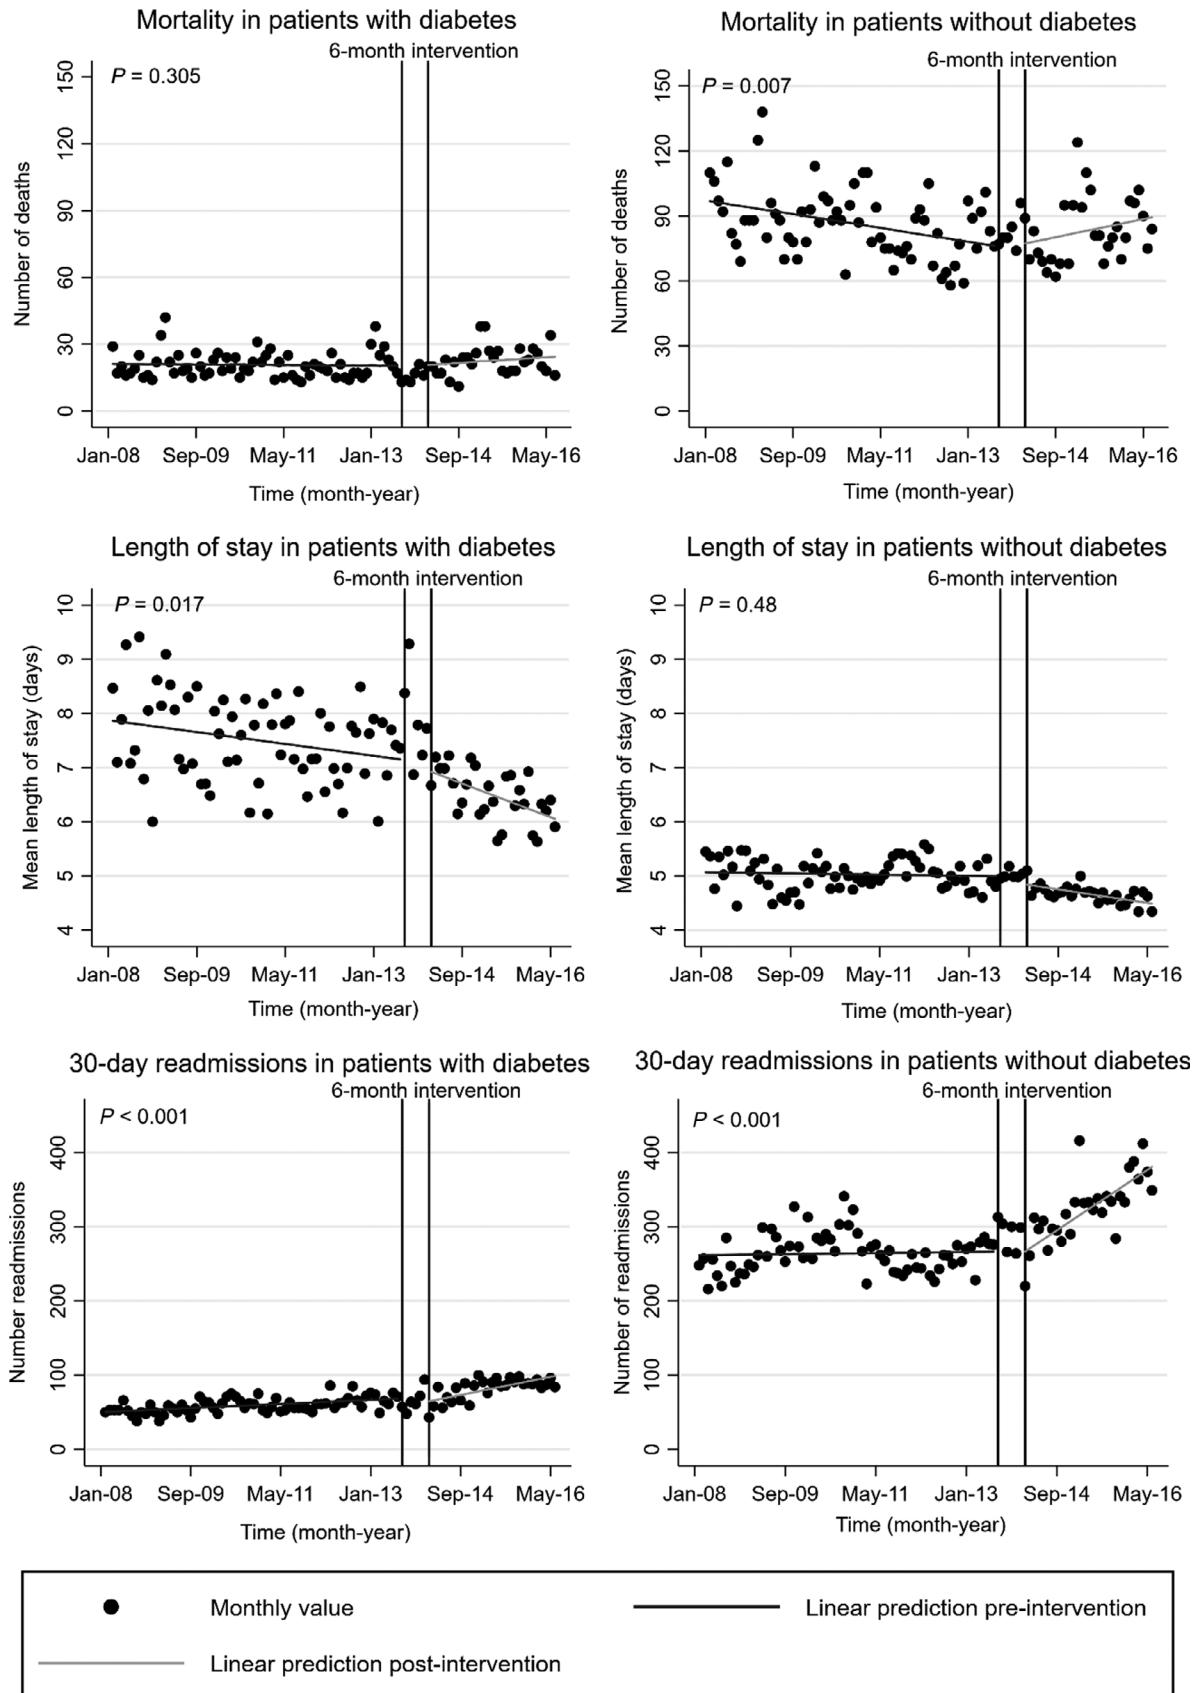 Mortality in patients with diabetes
6-month intervention
P = 0.305
Number of deaths
150
120
90
60
30
0
Jan-08 Sep-09 May-11 Jan-13 Sep-14 May-16
Time (month-year)
Mortality in patients without diabetes
6-month intervention
P = 0.007
Number of deaths
150
120
90
60
30
0
Jan-08 Sep-09 May-11 Jan-13 Sep-14 May-16
Time (month-year)
Length of stay in patients with diabetes
6-month intervention
P = 0.017
Mean length of stay (days)
10
9
8
7
6
5
4
Jan-08 Sep-09 May-11 Jan-13 Sep-14 May-16
Time (month-year)
Length of stay in patients without diabetes
6-month intervention
P = 0.48
Mean length of stay (days)
10
9
8
7
6
5
4
Jan-08 Sep-09 May-11 Jan-13 Sep-14 May-16
Time (month-year)
30-day readmissions in patients with diabetes
6-month intervention
P < 0.001
Number readmissions
400
300
200
100
0
Jan-08 Sep-09 May-11 Jan-13 Sep-14 May-16
Time (month-year)
30-day readmissions in patients without diabetes
6-month intervention
P < 0.001
Number of readmissions
400
300
200
100
0
Jan-08 Sep-09 May-11 Jan-13 Sep-14 May-16
Time (month-year)
Monthly value
Linear prediction pre-intervention
Linear prediction post-intervention